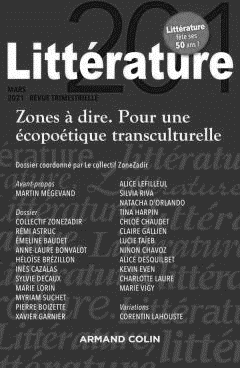 201
Littérature
fête ses
50 ans !
Littérature
MARS
2021 REVUE TRIMESTRIELLE
Zones à dire. Pour une
écopoétique transculturelle
Dossier coordonné par Le collectif ZoneZadir
Avant-propos
MARTIN MÉGEVAND
Dossier
COLLECTIF ZONEZADIR
RÉMI ASTRUC
ÉMELINE BAUDET
ANNE-LAURE BONVALOT
HÉLOÏSE BRÉZILLON
INÈS CAZALAS
SYLVIE DECAUX
MARIE LORIN
MYRIAM SUCHET
PIERRE BOIZETTE
XAVIER GARNIER
ALICE LEFILLEUL
SILVIA RIVA
NATACHA D'ORLANDO
TINA HARPIN
CHLOÉ CHAUDET
CLAIRE GALLIEN
LUCIE TAÏEB
NINON CHAVOZ
ALICE DESQUILBET
KEVIN EVEN
CHARLOTTE LAURE
MARIE VIGY
Variations
CORENTIN LAHOUSTE
ARMAND COLIN